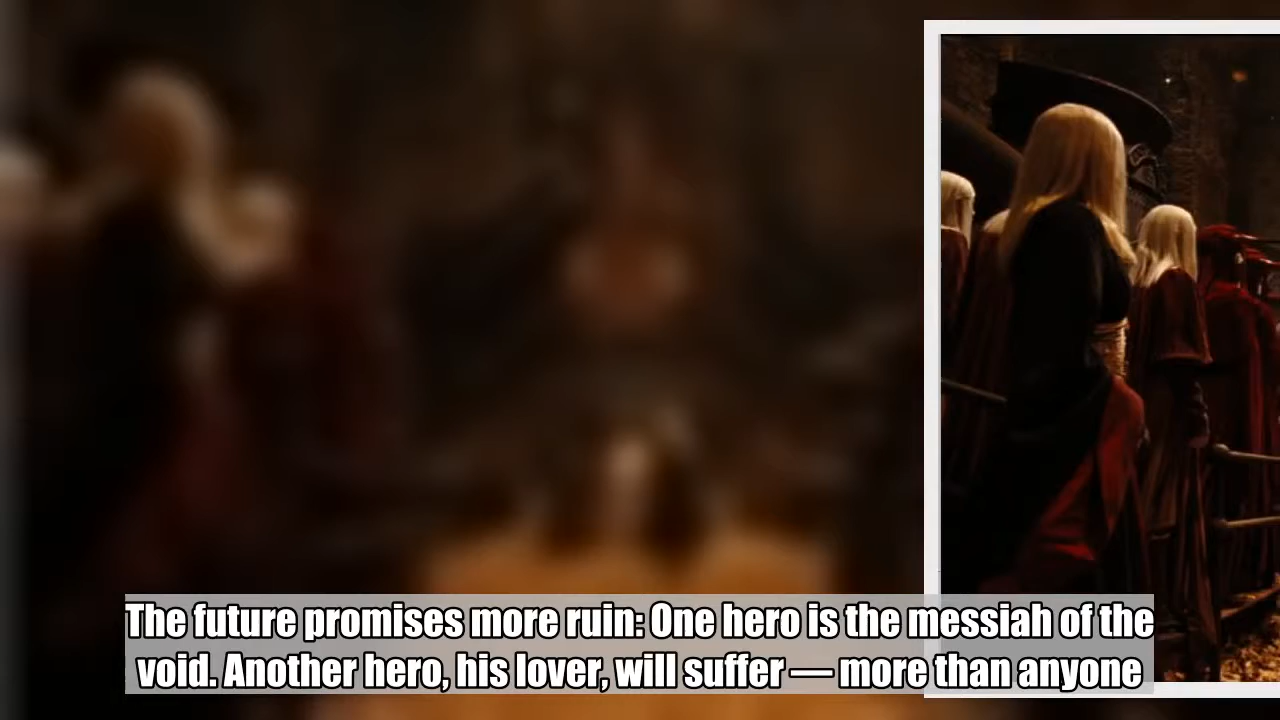 The future promises more ruin: One hero is the messiah of the
void. Another hero, his lover, will suffer — more than anyone